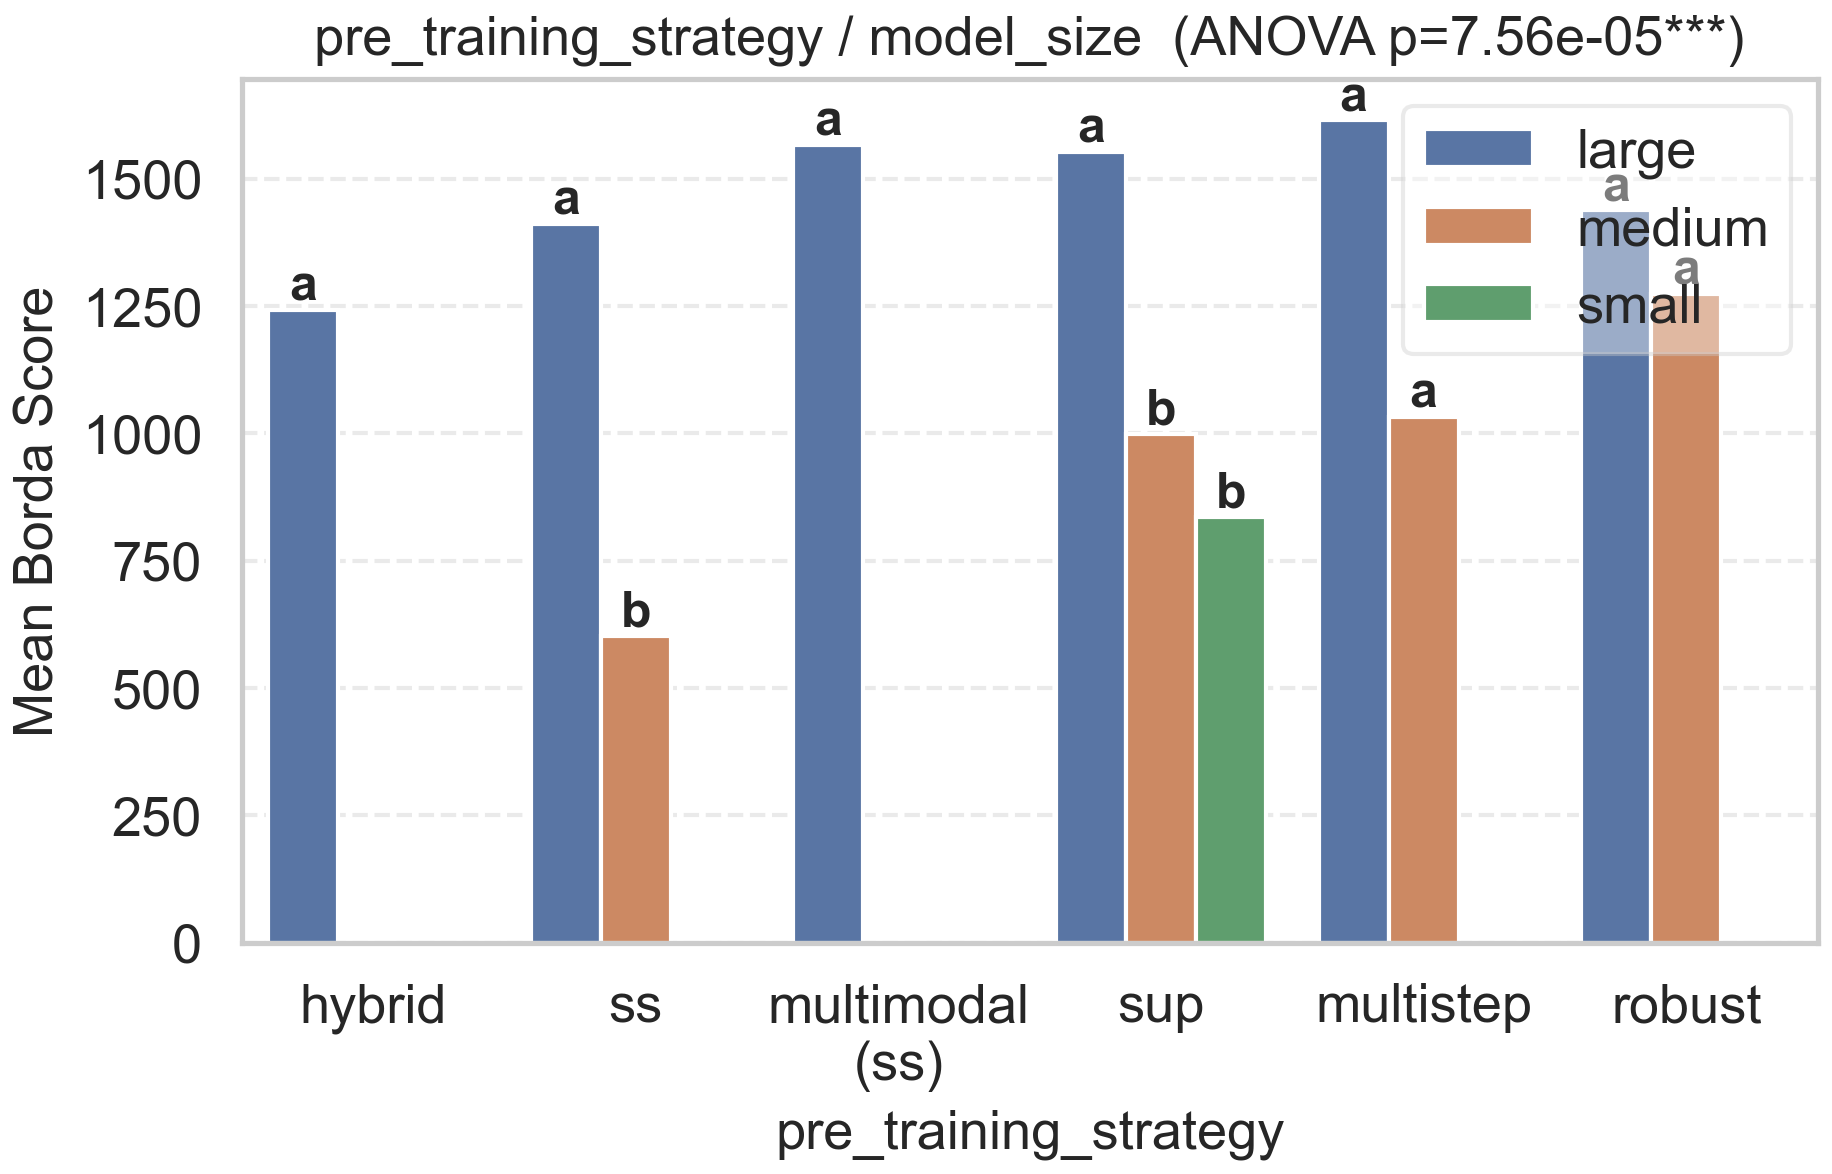 pre_training_strategy / model_size (ANOVA p=7.56e-05***)
Mean Borda Score
1500
1250
1000
750
500
250
0
a
a
b
a
a
b
b
a
a
a
a
large
medium
small
hybrid
ss
multimodal
(ss)
sup
multistep
robust
pre_training_strategy